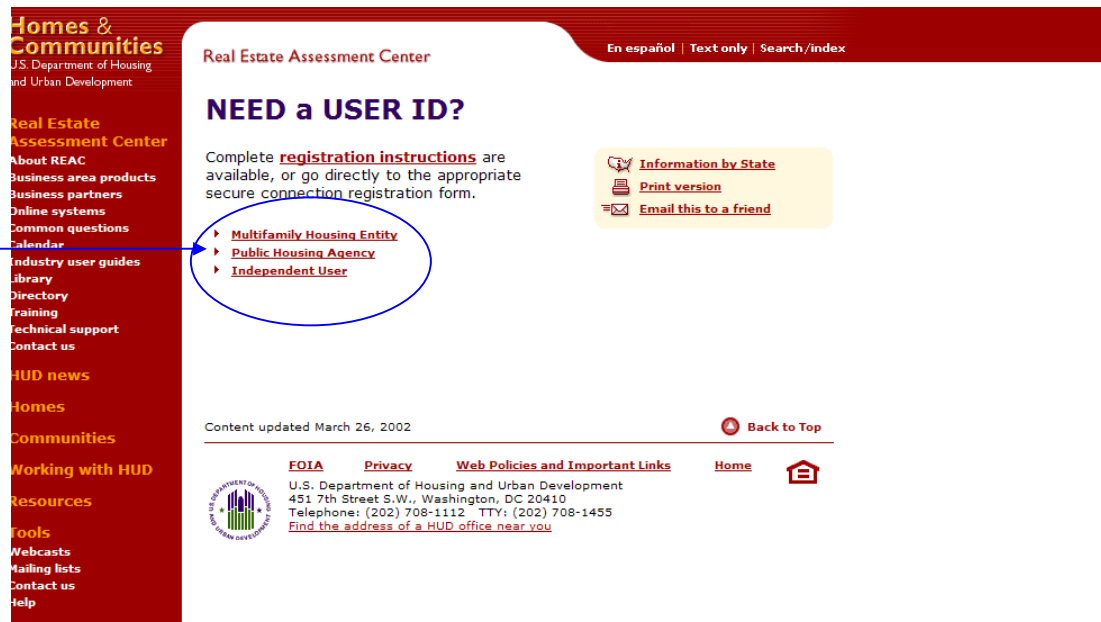 Homes &
Communities
U.S. Department of Housing
and Urban Development
Real Estate Assessment Center
En español | Text only | Search/index
Real Estate
Assessment Center
About REAC
Business area products
Business partners
Online systems
Common questions
Calendar
Industry user guides
Library
Directory
Training
Technical support
Contact us
HUD news
Homes
Communities
Working with HUD
Resources
Tools
Webcasts
Mailing lists
Contact us
Help
NEED a USER ID?
Complete registration instructions are
available, or go directly to the appropriate
secure connection registration form.
Multifamily Housing Entity
Public Housing Agency
Independent User
Information by State
Print version
Email this to a friend
Content updated March 26, 2002
Back to Top
FOIA Privacy Web Policies and Important Links Home
U.S. Department of Housing and Urban Development
451 7th Street S.W., Washington, DC 20410
Telephone: (202) 708-1112 TTY: (202) 708-1455
Find the address of a HUD office near you
U.S. DEPARTMENT OF HOUSING AND URBAN DEVELOPMENT